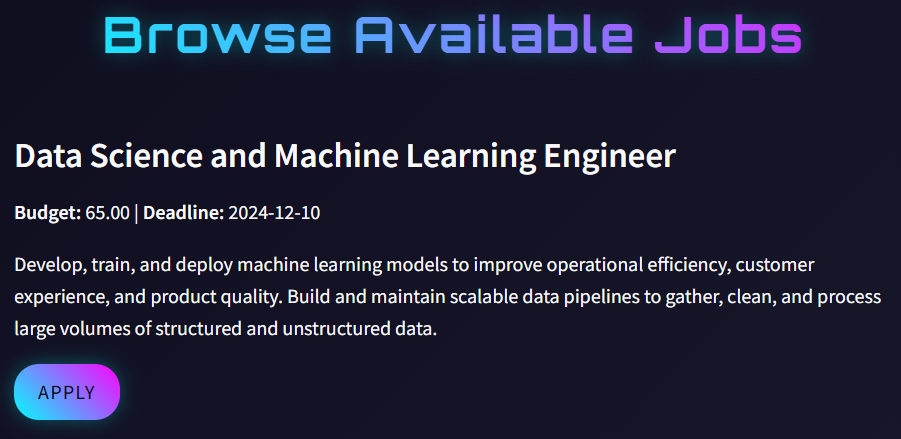 Browse Available Jobs
Data Science and Machine Learning Engineer
Budget: 65.00 | Deadline: 2024-12-10
Develop, train, and deploy machine learning models to improve operational efficiency, customer
experience, and product quality. Build and maintain scalable data pipelines to gather, clean, and process
large volumes of structured and unstructured data.
APPLY